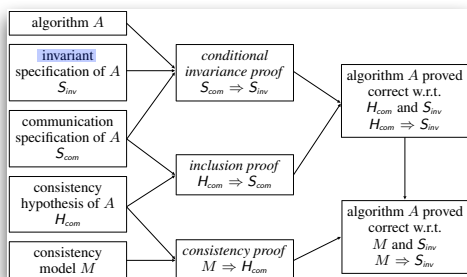 algorithm A
invariant
specification of A
S_inv
communication
specification of A
S_com
consistency
hypothesis of A
H_com
consistency
model M
conditional
invariance proof
S_com ⇒ S_inv
inclusion proof
H_com ⇒ S_com
consistency proof
M ⇒ H_com
algorithm A proved
correct w.r.t.
H_com and S_inv
H_com ⇒ S_inv
algorithm A proved
correct w.r.t.
M and S_inv
M ⇒ S_inv